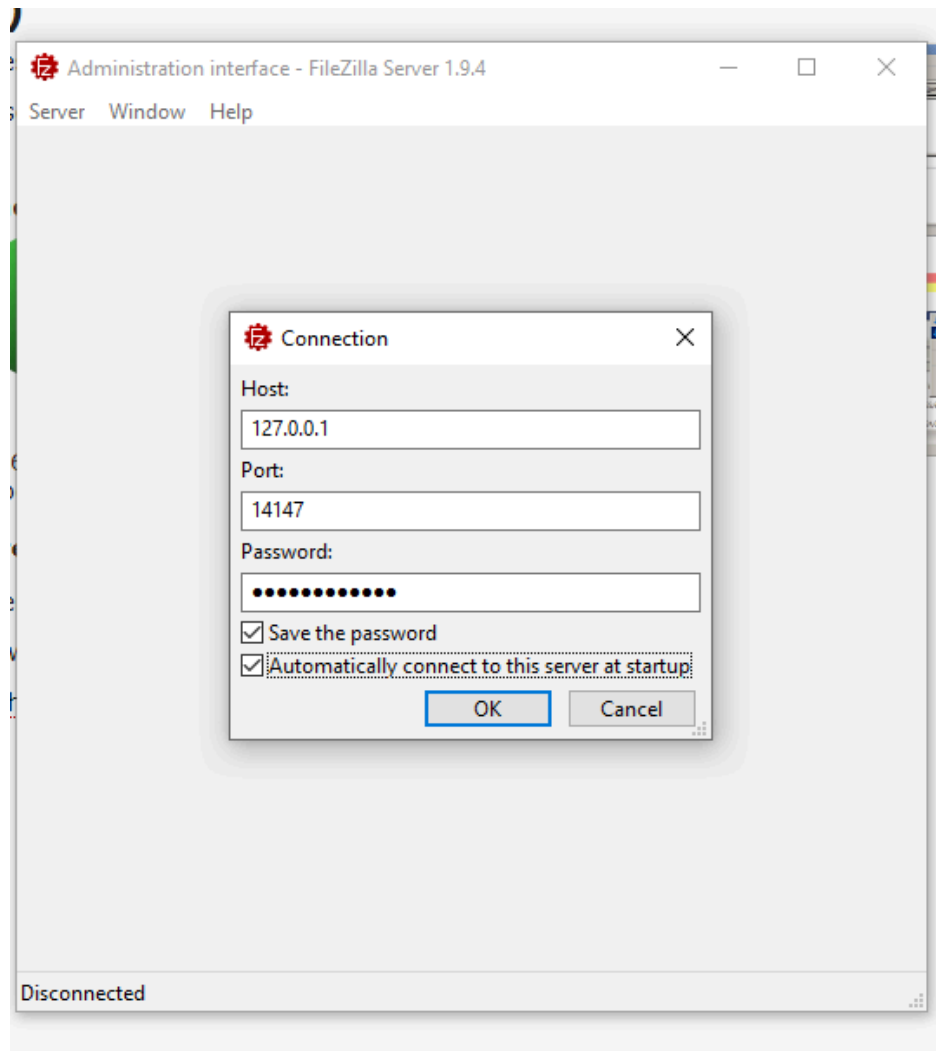 Administration interface - FileZilla Server 1.9.4
Server Window Help
Connection
Host:
127.0.0.1
Port:
14147
Password:
●●●●●●●●●●●●
Save the password
Automatically connect to this server at startup
OK Cancel
Disconnected